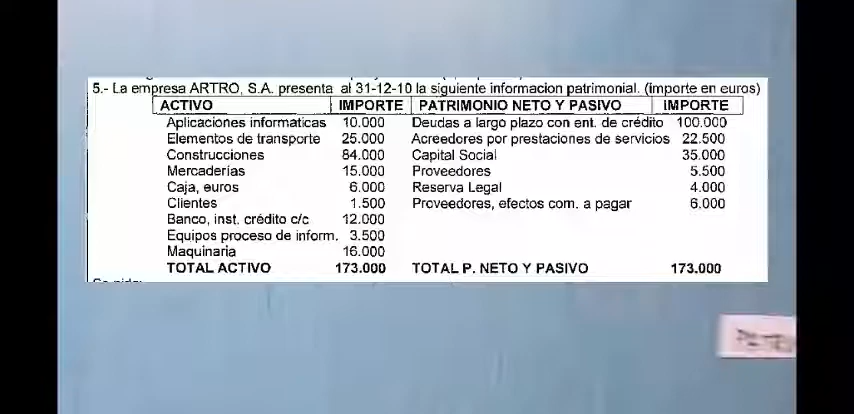 5.- La empresa ARTRO, S.A. presenta al 31-12-10 la siguiente informacion patrimonial. (importe en euros)
ACTIVO IMPORTE PATRIMONIO NETO Y PASIVO IMPORTE
Aplicaciones informaticas 10.000 Deudas a largo plazo con ent. de crédito 100.000
Elementos de transporte 25.000 Acreedores por prestaciones de servicios 22.500
Construcciones 84.000 Capital Social 35.000
Mercaderías 15.000 Proveedores 5.500
Caja, euros 6.000 Reserva Legal 4.000
Clientes 1.500 Proveedores, efectos com. a pagar 6.000
Banco, inst. crédito c/c 12.000
Equipos proceso de inform. 3.500
Maquinaria 16.000
TOTAL ACTIVO 173.000 TOTAL P. NETO Y PASIVO 173.000